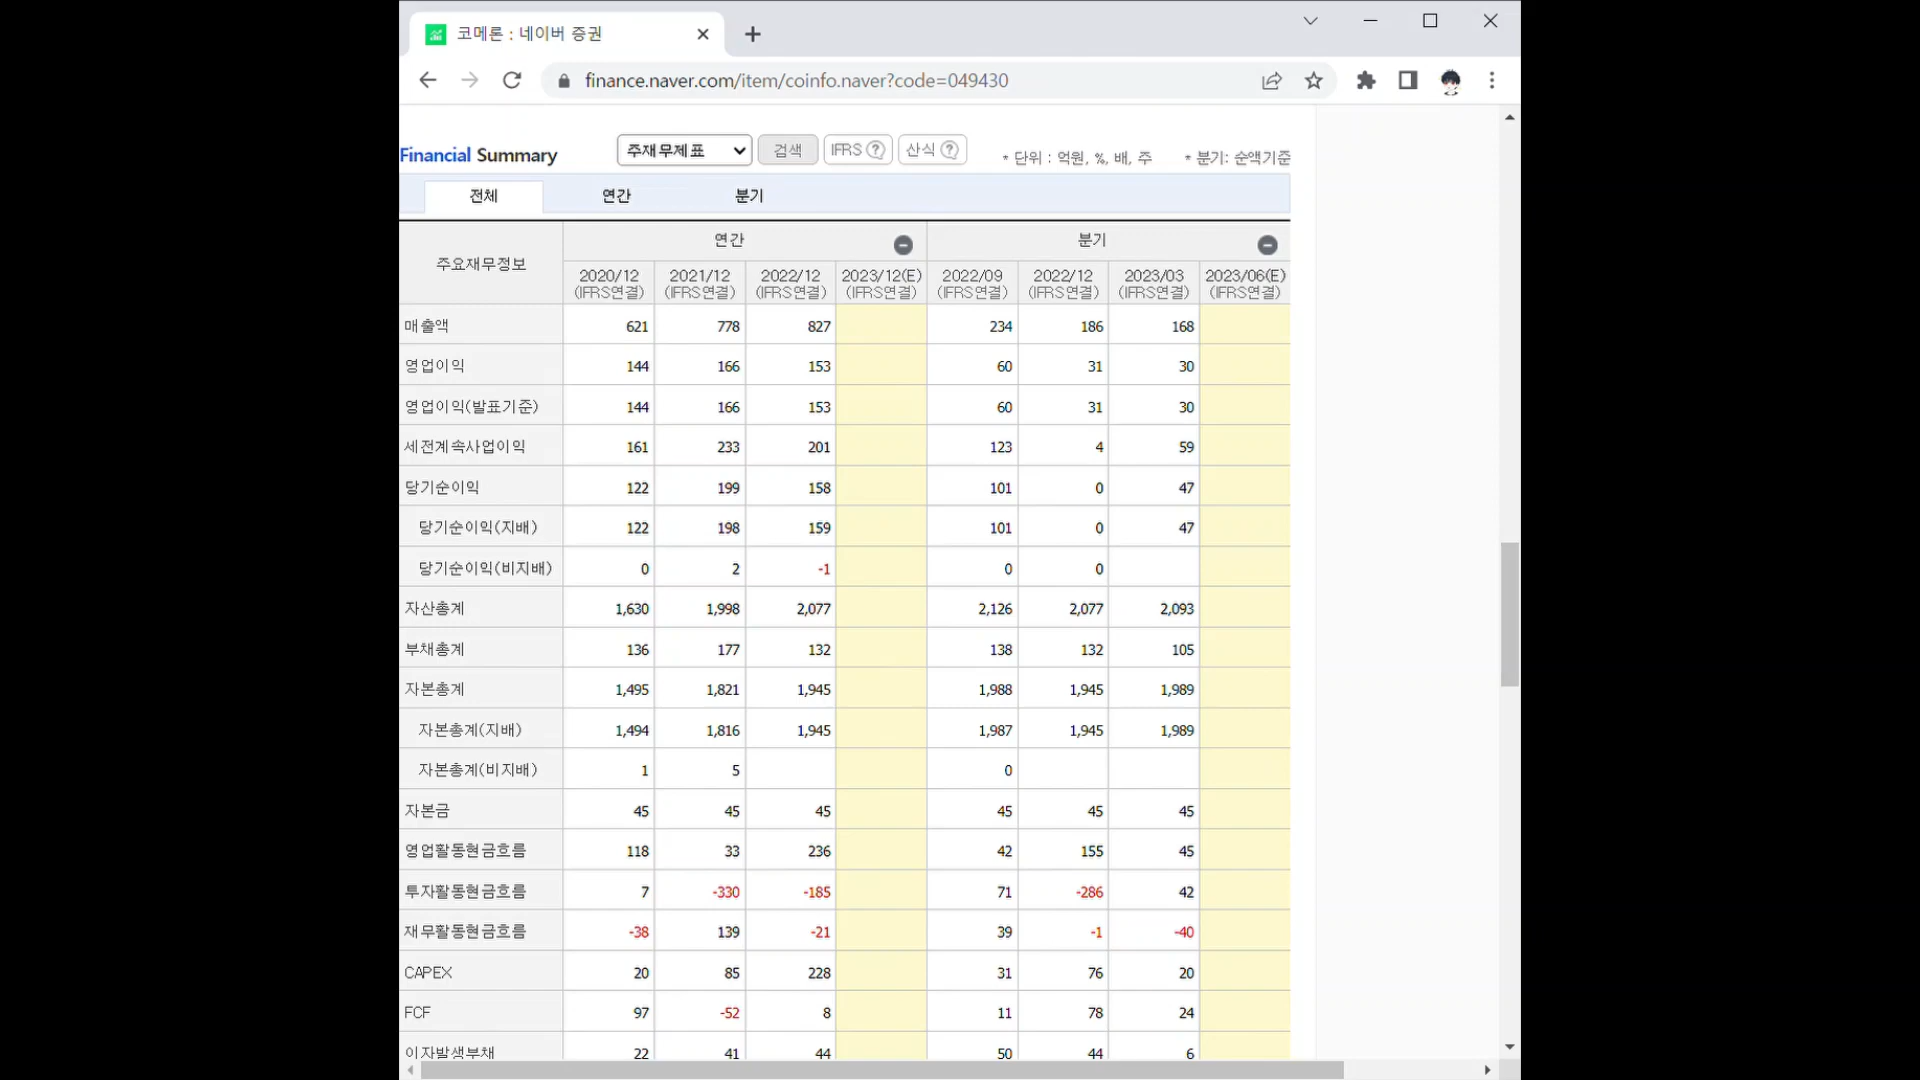 코메론 : 네이버 증권
finance.naver.com/item/coinfo.naver?code=049430
Financial Summary 주재무제표 검색 IFRS ? 산식 ? * 단위 : 억원, %, 배, 주 * 분기: 순액기준
전체 연간 분기
주요재무정보 연간 분기
2020/12 2021/12 2022/12 2023/12(E) 2022/09 2022/12 2023/03 2023/06(E)
(IFRS연결) (IFRS연결) (IFRS연결) (IFRS연결) (IFRS연결) (IFRS연결) (IFRS연결) (IFRS연결)
매출액 621 778 827 234 186 168
영업이익 144 166 153 60 31 30
영업이익(발표기준) 144 166 153 60 31 30
세전계속사업이익 161 233 201 123 4 59
당기순이익 122 199 158 101 0 47
당기순이익(지배) 122 198 159 101 0 47
당기순이익(비지배) 0 2 -1 0 0
자산총계 1,630 1,998 2,077 2,126 2,077 2,093
부채총계 136 177 132 138 132 105
자본총계 1,495 1,821 1,945 1,988 1,945 1,989
자본총계(지배) 1,494 1,816 1,945 1,987 1,945 1,989
자본총계(비지배) 1 5 0
자본금 45 45 45 45 45 45
영업활동현금흐름 118 33 236 42 155 45
투자활동현금흐름 7 -330 -185 71 -286 42
재무활동현금흐름 -38 139 -21 39 -1 -40
CAPEX 20 85 228 31 76 20
FCF 97 -52 8 11 78 24
이자발생부채 22 41 44 50 44 6